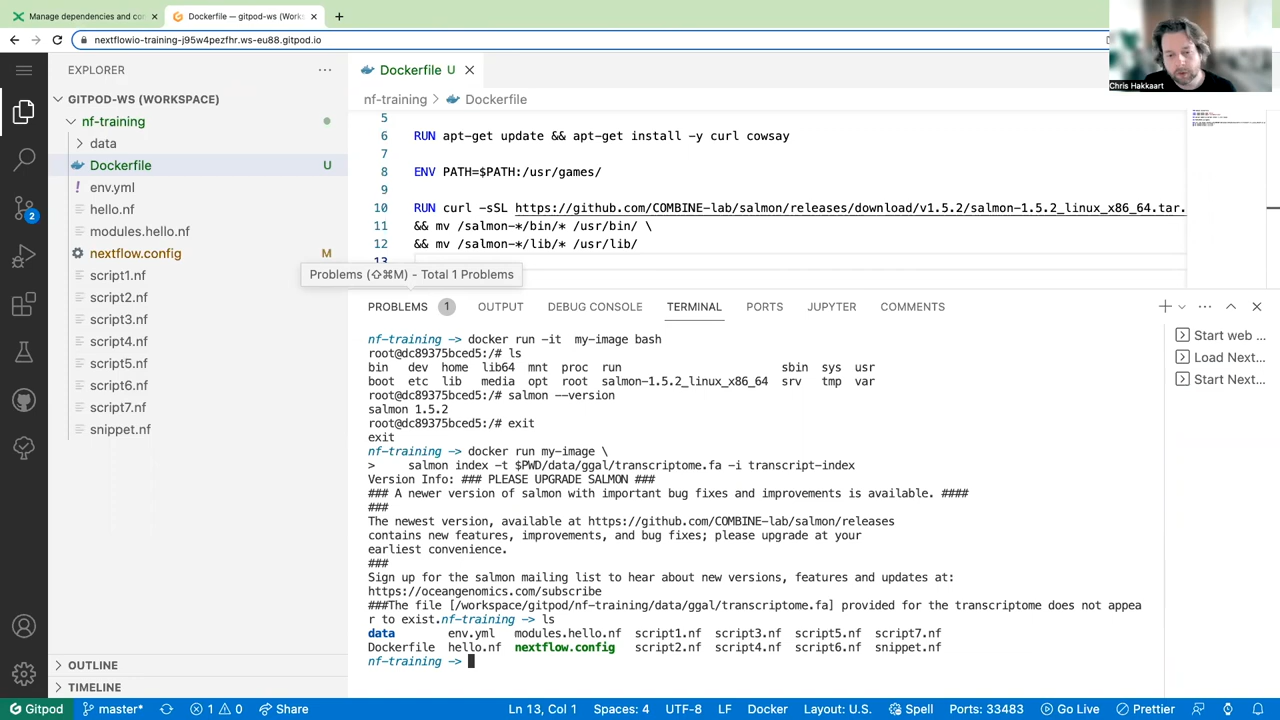 Manage dependencies and co
Dockerfile — gitpod-ws (Works
nextflowio-training-j95w4pezfhr.ws-eu88.gitpod.io
Chris Hakkaart
EXPLORER
GITPOD-WS (WORKSPACE)
nf-training
data
Dockerfile U
env.yml
hello.nf
modules.hello.nf
nextflow.config M
script1.nf
script2.nf
script3.nf
script4.nf
script5.nf
script6.nf
script7.nf
snippet.nf
OUTLINE
TIMELINE
2
Dockerfile U
nf-training > Dockerfile
5
6 RUN apt-get update && apt-get install -y curl cowsay
7
8 ENV PATH=$PATH:/usr/games/
9
10 RUN curl -sSL https://github.com/COMBINE-lab/salmon/releases/download/v1.5.2/salmon-1.5.2_linux_x86_64.tar.
11 && mv /salmon-*/bin/* /usr/bin/ \
12 && mv /salmon-*/lib/* /usr/lib/
13
Problems (⇧⌘M) - Total 1 Problems
PROBLEMS 1 OUTPUT DEBUG CONSOLE TERMINAL PORTS JUPYTER COMMENTS
nf-training -> docker run -it  my-image bash
root@dc89375bced5:/# ls
bin dev home lib64 mnt proc run sbin sys usr
boot etc lib media opt root salmon-1.5.2_linux_x86_64 srv tmp var
root@dc89375bced5:/# salmon --version
salmon 1.5.2
root@dc89375bced5:/# exit
exit
nf-training -> docker run my-image \
> salmon index -t $PWD/data/ggal/transcriptome.fa -i transcript-index
Version Info: ### PLEASE UPGRADE SALMON ###
### A newer version of salmon with important bug fixes and improvements is available. ####
###
The newest version, available at https://github.com/COMBINE-lab/salmon/releases
contains new features, improvements, and bug fixes; please upgrade at your
earliest convenience.
###
Sign up for the salmon mailing list to hear about new versions, features and updates at:
https://oceangenomics.com/subscribe
###The file [/workspace/gitpod/nf-training/data/ggal/transcriptome.fa] provided for the transcriptome does not appea
r to exist.nf-training -> ls
data env.yml modules.hello.nf script1.nf script3.nf script5.nf script7.nf
Dockerfile hello.nf nextflow.config script2.nf script4.nf script6.nf snippet.nf
nf-training ->
Start web ...
Load Next...
Start Next...
Gitpod master* 1 0 Share Ln 13, Col 1 Spaces: 4 UTF-8 LF Docker Layout: U.S. Spell Ports: 33483 Go Live Prettier